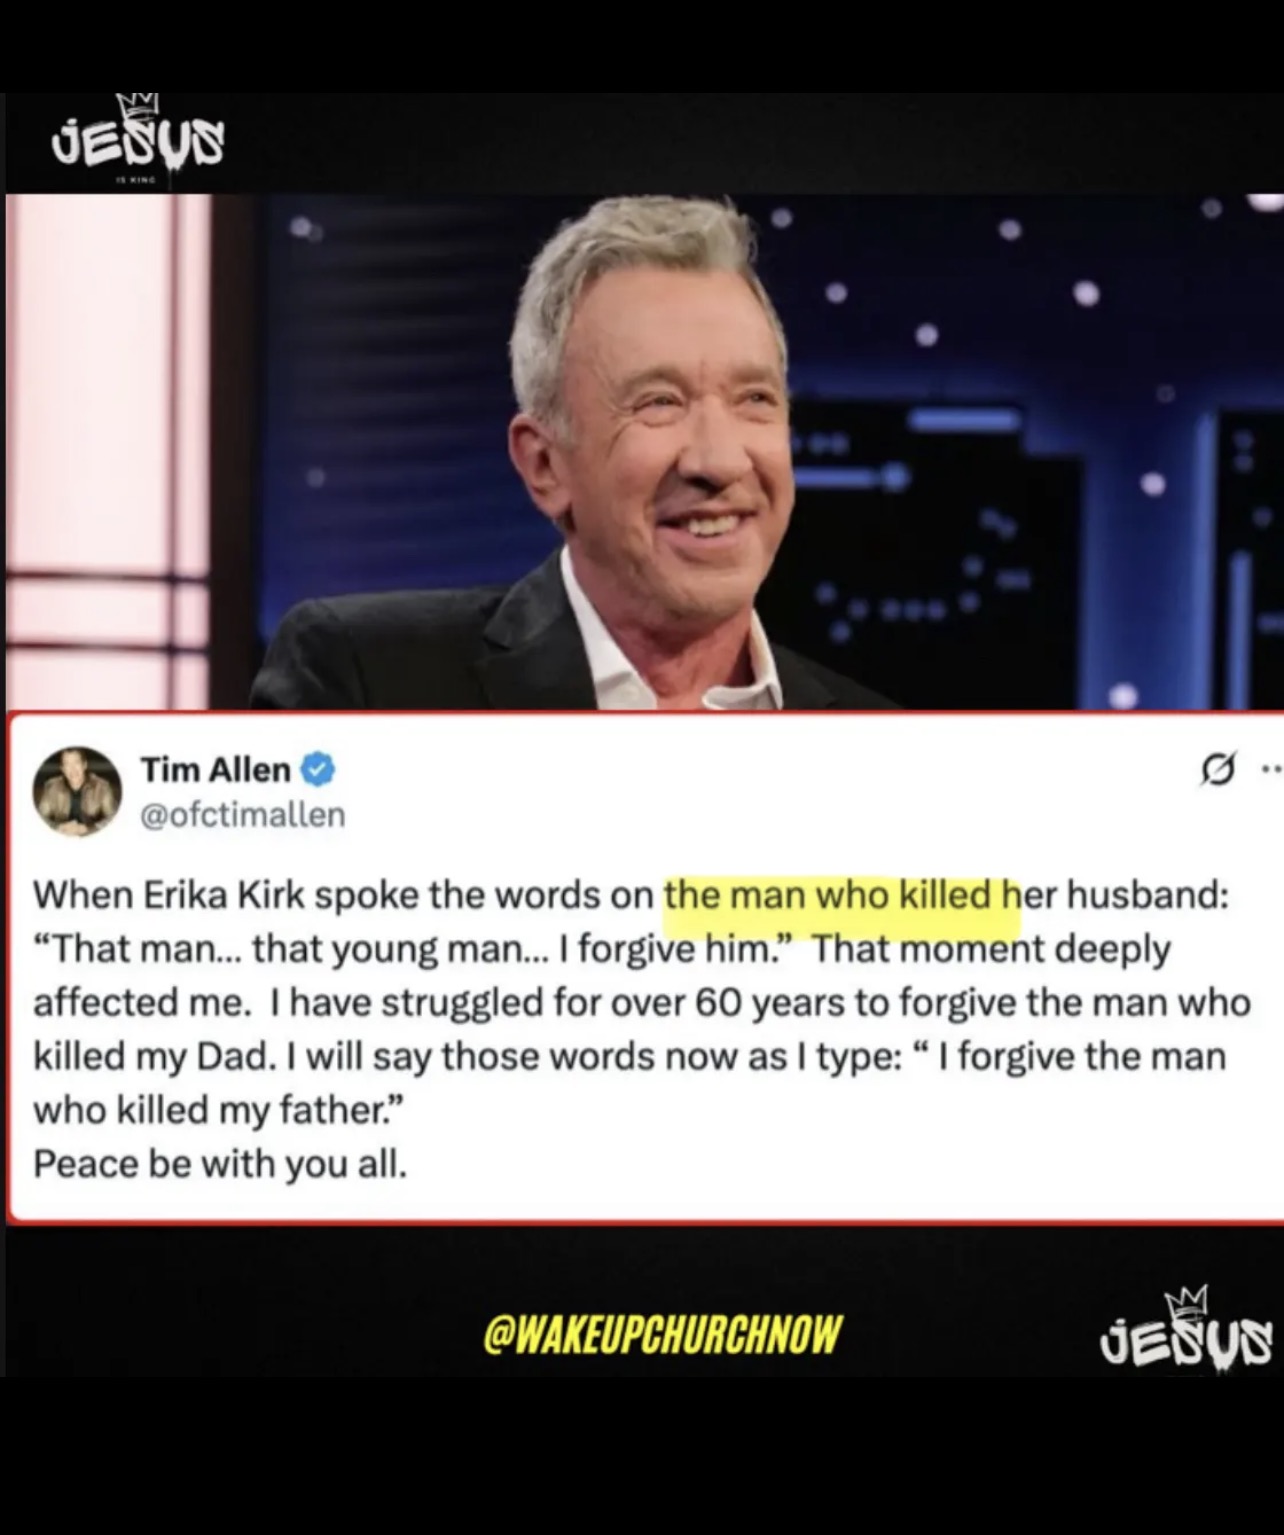 JESUS
IS KING
Tim Allen
@ofctimallen
When Erika Kirk spoke the words on the man who killed her husband:
“That man... that young man... I forgive him.”  That moment deeply
affected me.  I have struggled for over 60 years to forgive the man who
killed my Dad. I will say those words now as I type: “ I forgive the man
who killed my father.”
Peace be with you all.
@WAKEUPCHURCHNOW
JESUS